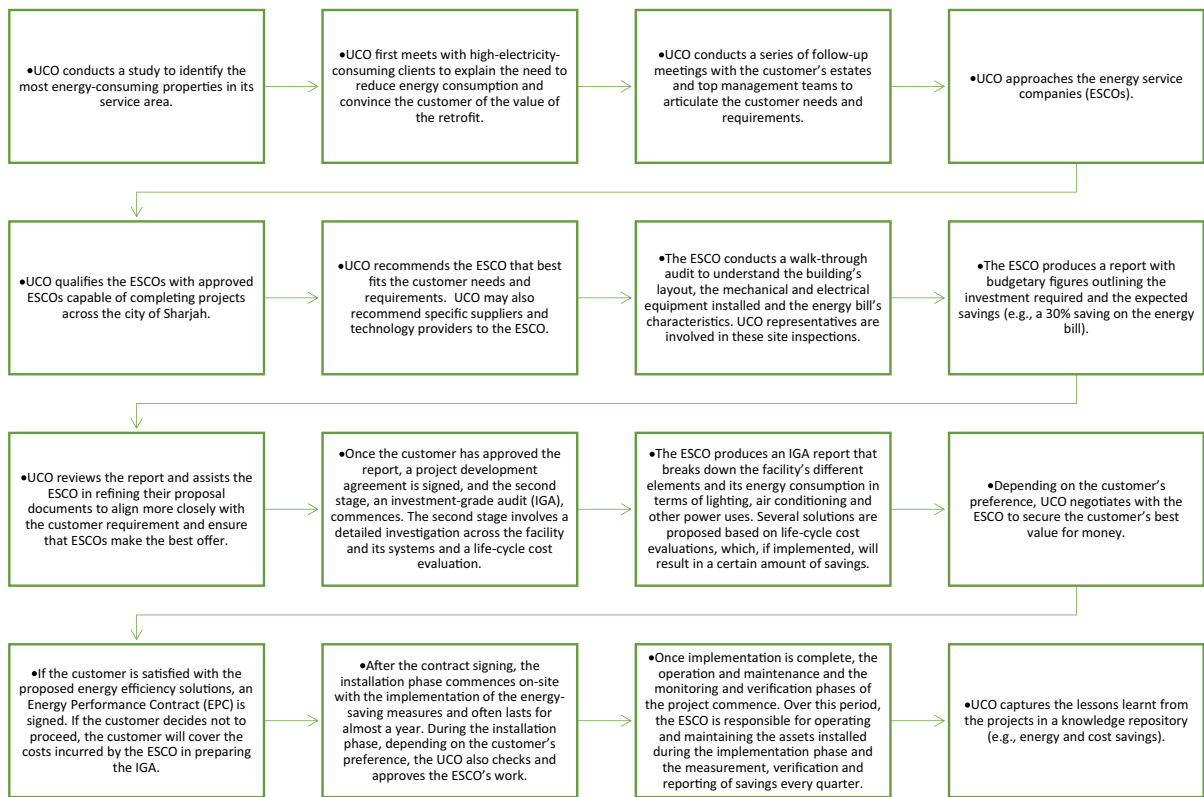 •UCO conducts a study to identify the
most energy-consuming properties in its
service area.
•UCO first meets with high-electricity-
consuming clients to explain the need to
reduce energy consumption and
convince the customer of the value of
the retrofit.
•UCO conducts a series of follow-up
meetings with the customer's estates
and top management teams to
articulate the customer needs and
requirements.
•UCO approaches the energy service
companies (ESCOs).
•UCO qualifies the ESCOs with approved
ESCOs capable of completing projects
across the city of Sharjah.
•UCO recommends the ESCO that best
fits the customer needs and
requirements. UCO may also
recommend specific suppliers and
technology providers to the ESCO.
•The ESCO conducts a walk-through
audit to understand the building's
layout, the mechanical and electrical
equipment installed and the energy bill's
characteristics. UCO representatives are
involved in these site inspections.
•The ESCO produces a report with
budgetary figures outlining the
investment required and the expected
savings (e.g., a 30% saving on the energy
bill).
•UCO reviews the report and assists the
ESCO in refining their proposal
documents to align more closely with
the customer requirement and ensure
that ESCOs make the best offer.
•Once the customer has approved the
report, a project development
agreement is signed, and the second
stage, an investment-grade audit (IGA),
commences. The second stage involves a
detailed investigation across the facility
and its systems and a life-cycle cost
evaluation.
•The ESCO produces an IGA report that
breaks down the facility's different
elements and its energy consumption in
terms of lighting, air conditioning and
other power uses. Several solutions are
proposed based on life-cycle cost
evaluations, which, if implemented, will
result in a certain amount of savings.
•Depending on the customer's
preference, UCO negotiates with the
ESCO to secure the customer's best
value for money.
•If the customer is satisfied with the
proposed energy efficiency solutions, an
Energy Performance Contract (EPC) is
signed. If the customer decides not to
proceed, the customer will cover the
costs incurred by the ESCO in preparing
the IGA.
•After the contract signing, the
installation phase commences on-site
with the implementation of the energy-
saving measures and often lasts for
almost a year. During the installation
phase, depending on the customer's
preference, the UCO also checks and
approves the ESCO's work.
•Once implementation is complete, the
operation and maintenance and the
monitoring and verification phases of
the project commence. Over this period,
the ESCO is responsible for operating
and maintaining the assets installed
during the implementation phase and
the measurement, verification and
reporting of savings every quarter.
•UCO captures the lessons learnt from
the projects in a knowledge repository
(e.g., energy and cost savings).